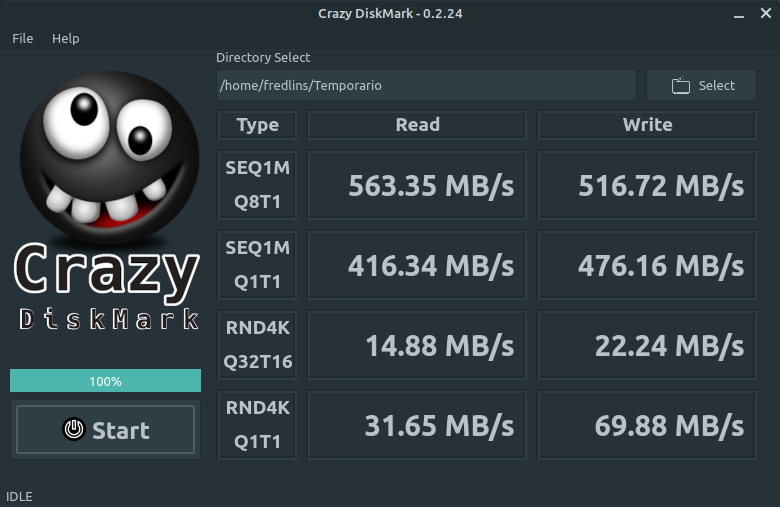 Crazy DiskMark - 0.2.24
File Help
Directory Select
/home/fredlins/Temporario
Select
Type Read Write
SEQ1M
Q8T1
563.35 MB/s 516.72 MB/s
SEQ1M
Q1T1
416.34 MB/s 476.16 MB/s
RND4K
Q32T16
14.88 MB/s 22.24 MB/s
RND4K
Q1T1
31.65 MB/s 69.88 MB/s
Crazy
DiskMark
100%
Start
IDLE